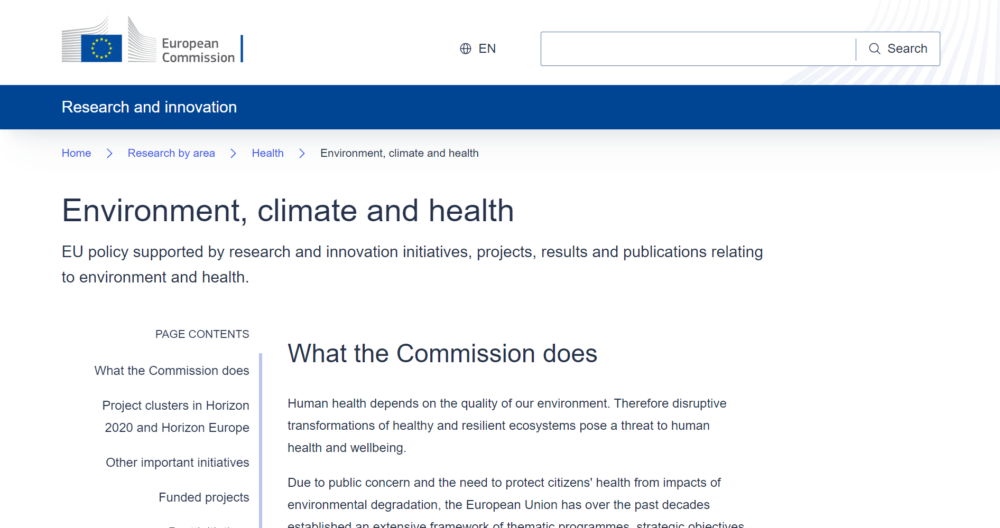 European
Commission
EN
Search
Research and innovation
Home
Research by area
Health
Environment, climate and health
Environment, climate and health
EU policy supported by research and innovation initiatives, projects, results and publications relating
to environment and health.
PAGE CONTENTS
What the Commission does
Project clusters in Horizon
2020 and Horizon Europe
Other important initiatives
Funded projects
What the Commission does
Human health depends on the quality of our environment. Therefore disruptive
transformations of healthy and resilient ecosystems pose a threat to human
health and wellbeing.
Due to public concern and the need to protect citizens' health from impacts of
environmental degradation, the European Union has over the past decades
established an extensive framework of thematic programmes, strategic objectives